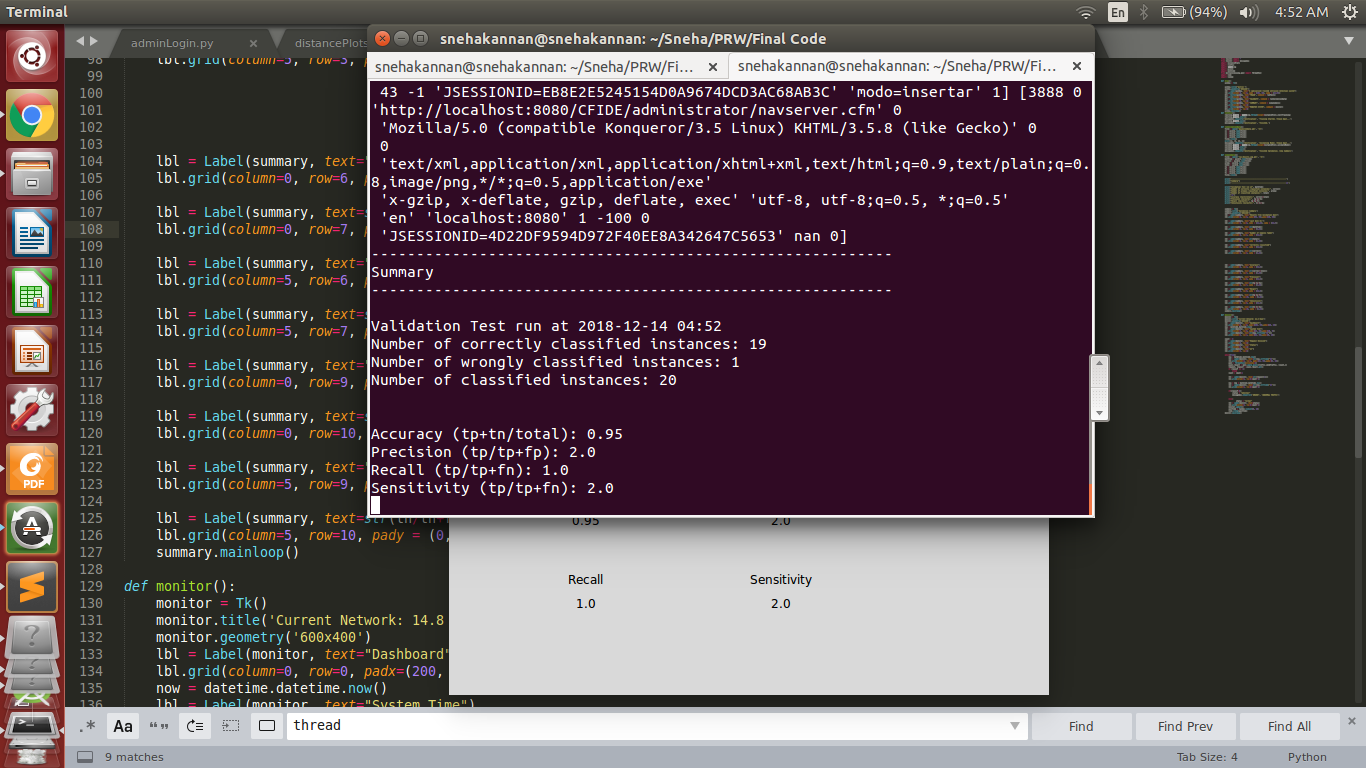 Terminal
En
(94%)
4:52 AM
adminLogin.py
distancePlots
snehakannan@snehakannan: ~/Sneha/PRW/Final Code
snehakannan@snehakannan: ~/Sneha/PRW/Fi...
snehakannan@snehakannan: ~/Sneha/PRW/Fi...
43 -1 'JSESSIONID=EB8E2E5245154D0A9674DCD3AC68AB3C' 'modo=insertar' 1] [3888 0
'http://localhost:8080/CFIDE/administrator/navserver.cfm' 0
'Mozilla/5.0 (compatible Konqueror/3.5 Linux) KHTML/3.5.8 (like Gecko)' 0
0
'text/xml,application/xml,application/xhtml+xml,text/html;q=0.9,text/plain;q=0.
8,image/png,*/*;q=0.5,application/exe'
'x-gzip, x-deflate, gzip, deflate, exec' 'utf-8, utf-8;q=0.5, *;q=0.5'
'en' 'localhost:8080' 1 -100 0
'JSESSIONID=4D22DF9594D972F40EE8A342647C5653' nan 0]
----------------------------------------------------------
Summary
----------------------------------------------------------
Validation Test run at 2018-12-14 04:52
Number of correctly classified instances: 19
Number of wrongly classified instances: 1
Number of classified instances: 20
Accuracy (tp+tn/total): 0.95
Precision (tp/tp+fp): 2.0
Recall (tp/tp+fn): 1.0
Sensitivity (tp/tp+fn): 2.0
98 lbl.grid(column=5, row=3,
99
100
101
102
103
104 lbl = Label(summary, text=
105 lbl.grid(column=0, row=6,
106
107 lbl = Label(summary, text=
108 lbl.grid(column=0, row=7,
109
110 lbl = Label(summary, text=
111 lbl.grid(column=5, row=6,
112
113 lbl = Label(summary, text=
114 lbl.grid(column=5, row=7,
115
116 lbl = Label(summary, text=
117 lbl.grid(column=0, row=9,
118
119 lbl = Label(summary, text=
120 lbl.grid(column=0, row=10,
121
122 lbl = Label(summary, text=
123 lbl.grid(column=5, row=9,
124
125 lbl = Label(summary, text=str(tn/tn+
126 lbl.grid(column=5, row=10, pady = (0,
127 summary.mainloop()
128
129 def monitor():
130 monitor = Tk()
131 monitor.title('Current Network: 14.8
132 monitor.geometry('600x400')
133 lbl = Label(monitor, text="Dashboard"
134 lbl.grid(column=0, row=0, padx=(200,
135 now = datetime.datetime.now()
136 lbl = Label(monitor, text="System Time")
0.95 2.0
Recall Sensitivity
1.0 2.0
PDF
.* Aa “”
thread
Find
Find Prev
Find All
9 matches
Tab Size: 4
Python